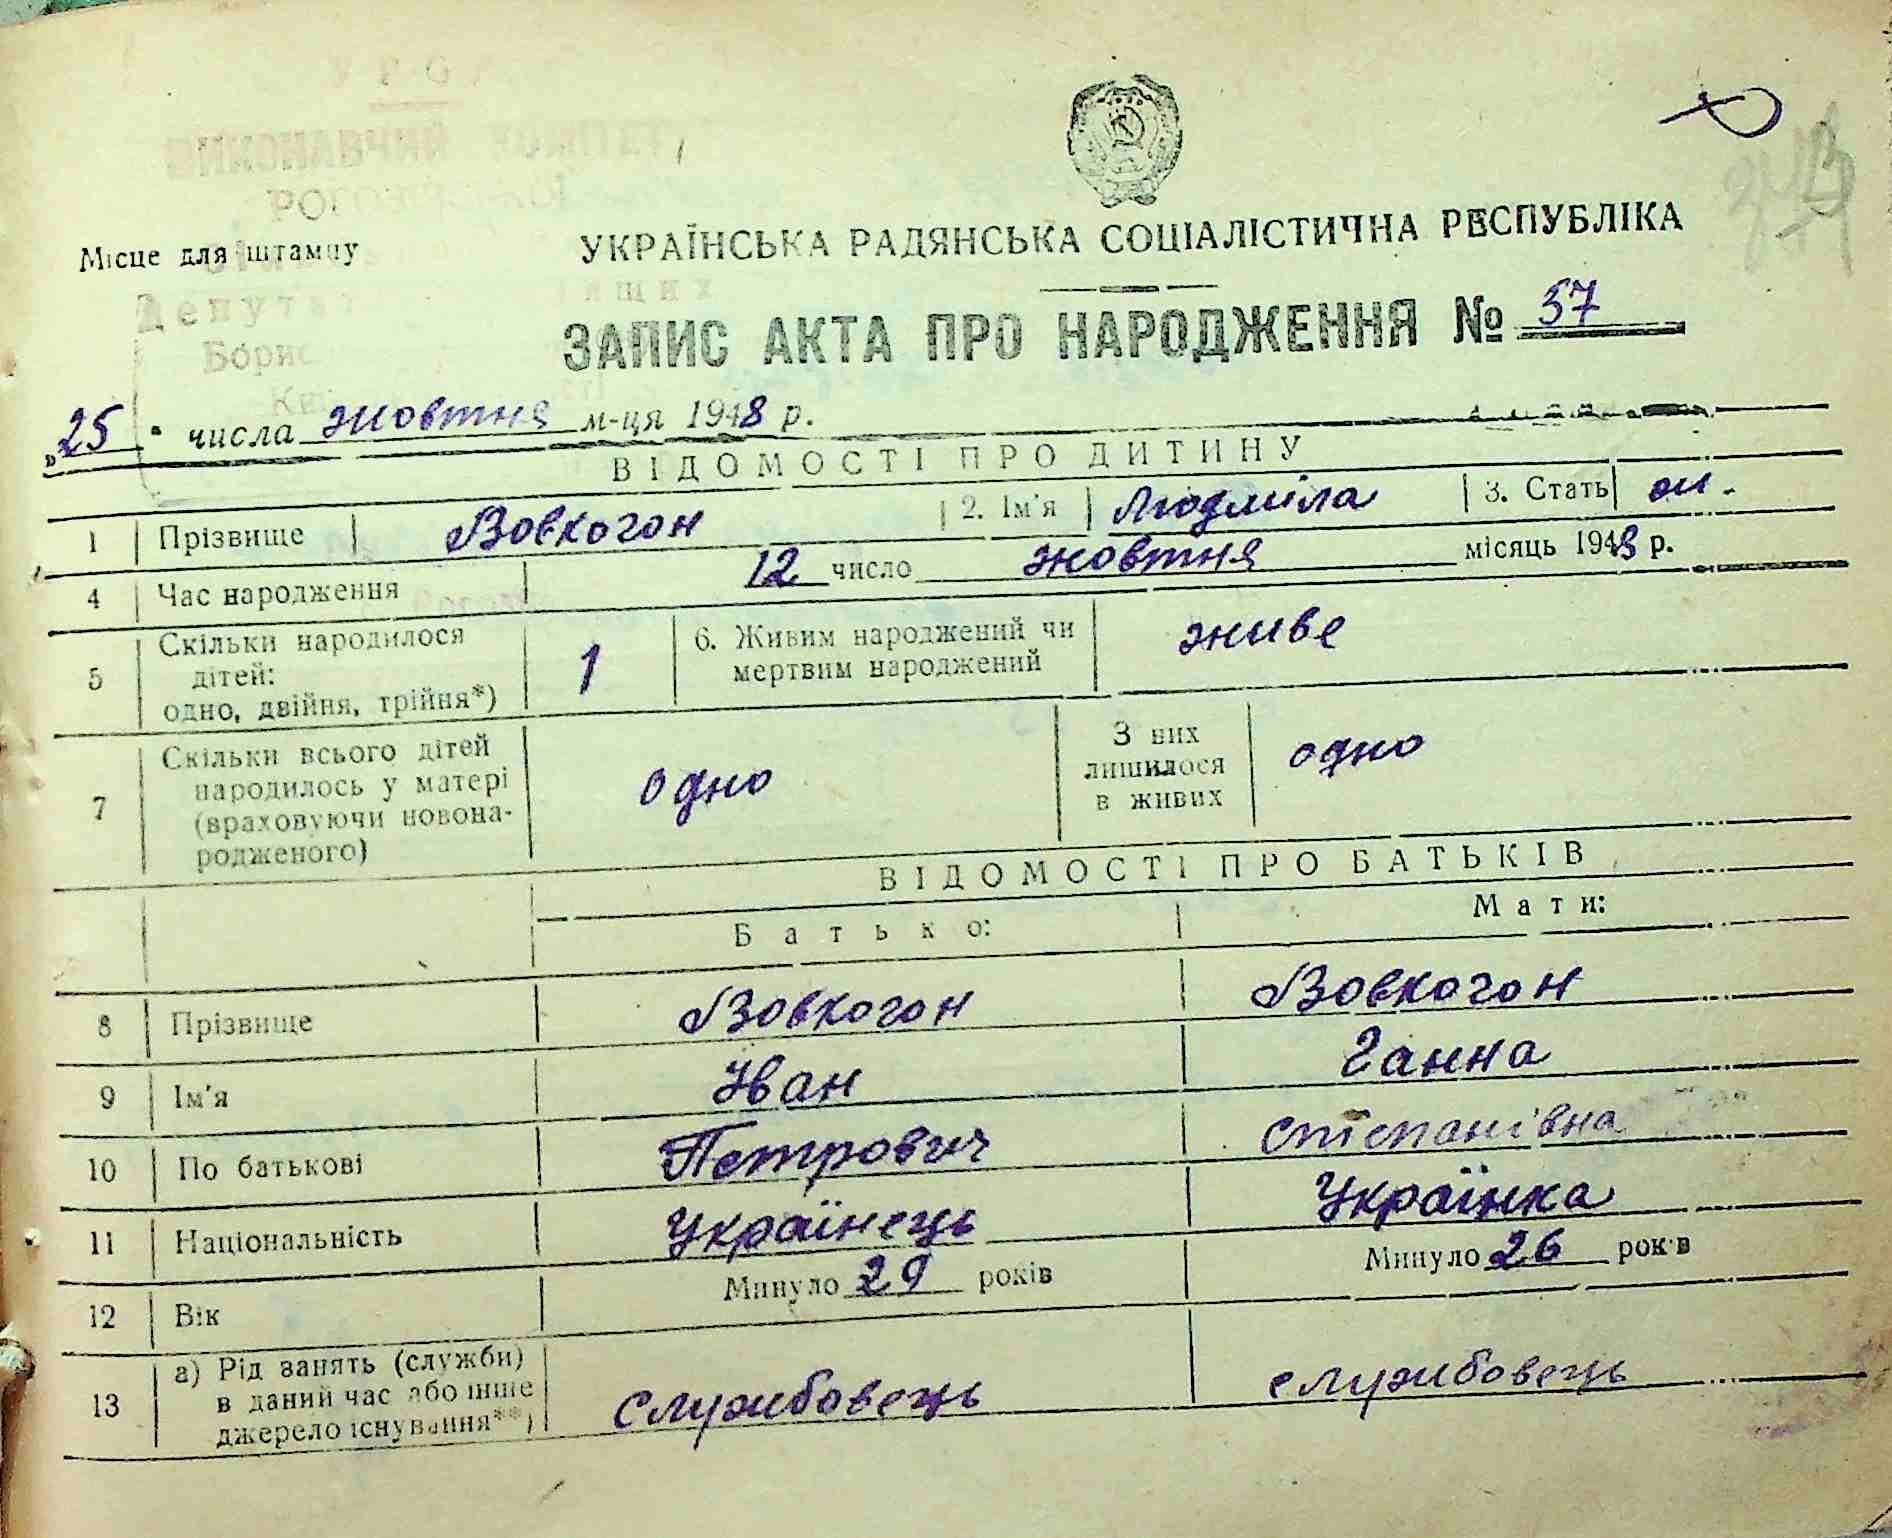 Місце для штампу
УКРАЇНСЬКА РАДЯНСЬКА СОЦІАЛІСТИЧНА РЕСПУБЛІКА
ЗАПИС АКТА ПРО НАРОДЖЕННЯ № 57
„25“ числа жовтня м-ця 1948 р.
ВІДОМОСТІ ПРО ДИТИНУ
1 Прізвище Вовкогон 2. Ім'я Людміла 3. Стать ж.
4 Час народження 12 число жовтня місяць 1948 р.
5 Скільки народилося дітей: одно, двійня, трійня*) 1 6. Живим народжений чи мертвим народжений живе
7 Скільки всього дітей народилось у матері (враховуючи новонародженого) одно З них лишилося в живих одно
ВІДОМОСТІ ПРО БАТЬКІВ
Батько: Мати:
8 Прізвище Вовкогон Вовкогон
9 Ім'я Іван Ганна
10 По батькові Петрович Степанівна
11 Національність Українець Українка
12 Вік Минуло 29 років Минуло 26 років
13 а) Рід занять (служби) в даний час або інше джерело існування**) Службовець службовець